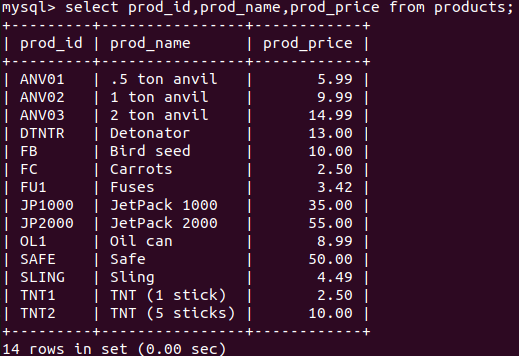 mysql> select prod_id,prod_name,prod_price from products;
+---------+----------------+------------+
| prod_id | prod_name      | prod_price |
+---------+----------------+------------+
| ANV01   | .5 ton anvil   |       5.99 |
| ANV02   | 1 ton anvil    |       9.99 |
| ANV03   | 2 ton anvil    |      14.99 |
| DTNTR   | Detonator      |      13.00 |
| FB      | Bird seed      |      10.00 |
| FC      | Carrots        |       2.50 |
| FU1     | Fuses          |       3.42 |
| JP1000  | JetPack 1000   |      35.00 |
| JP2000  | JetPack 2000   |      55.00 |
| OL1     | Oil can        |       8.99 |
| SAFE    | Safe           |      50.00 |
| SLING   | Sling          |       4.49 |
| TNT1    | TNT (1 stick)  |       2.50 |
| TNT2    | TNT (5 sticks) |      10.00 |
+---------+----------------+------------+
14 rows in set (0.00 sec)